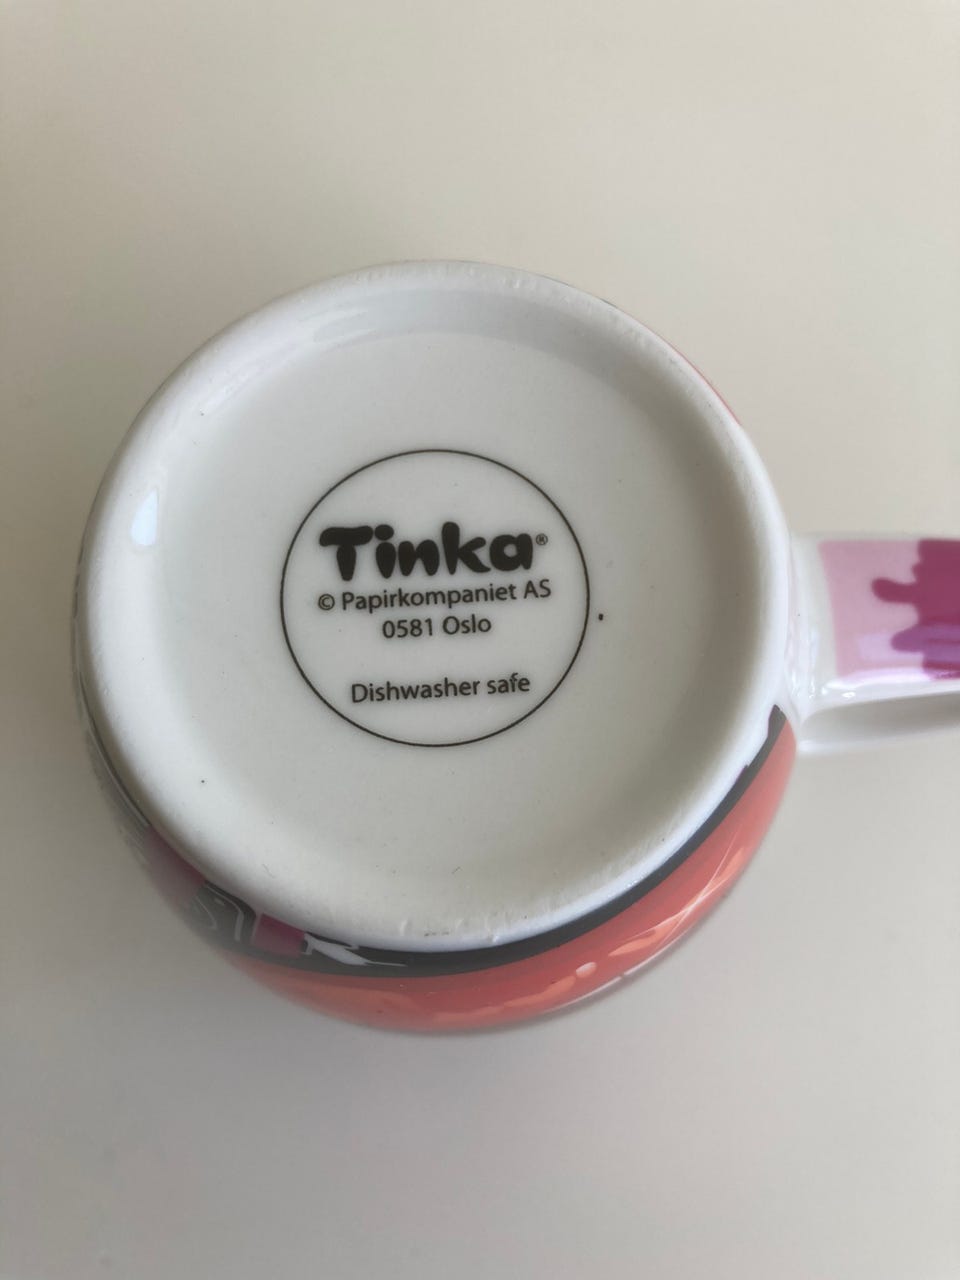 Tinka®
© Papirkompaniet AS
0581 Oslo
Dishwasher safe